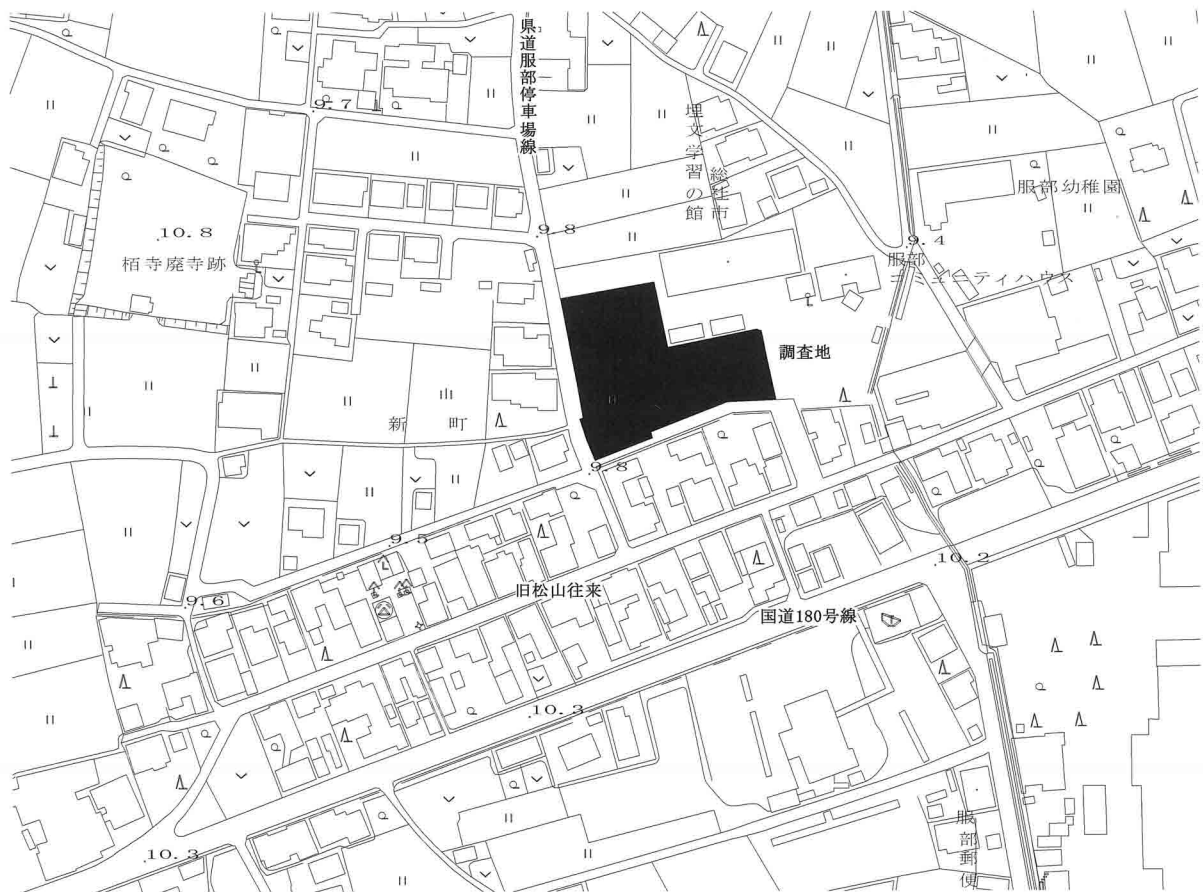 県道服部停車場線
9.7
埋文学習の館
総社市
服部幼稚園
10.8
9.8
9.4
栢寺廃寺跡
服部
コミュニティハウス
調査地
新町
9.8
9.5
10.2
旧松山往来
9.6
国道180号線
10.3
服部郵便
10.3